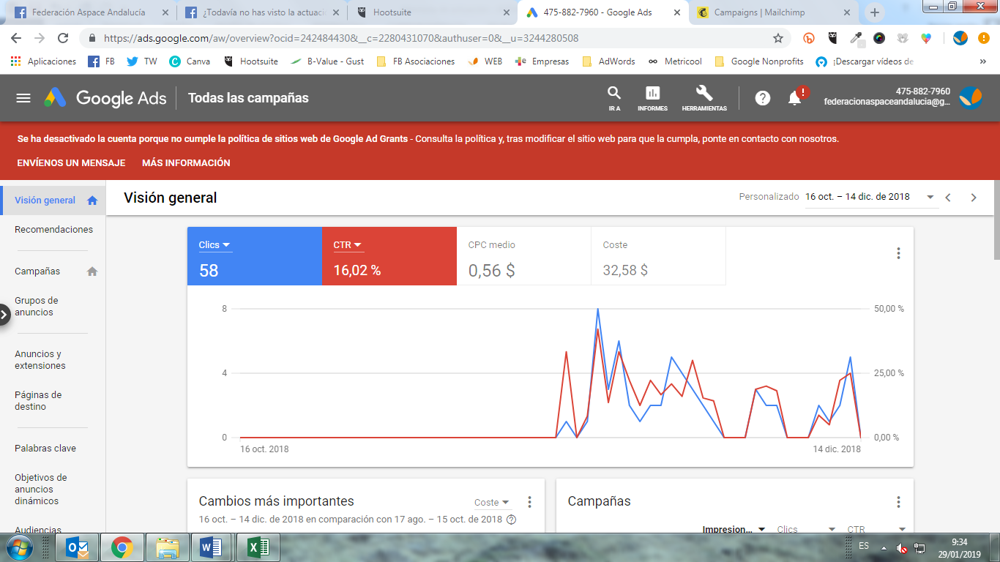 Federación Aspace Andalucía
¿Todavía no has visto la actuaci
Hootsuite
475-882-7960 - Google Ads
Campaigns | Mailchimp
https://ads.google.com/aw/overview?ocid=242484430&__c=2280431070&authuser=0&__u=3244280508
Aplicaciones
FB
TW
Canva
Hootsuite
B-Value - Gust
FB Asociaciones
WEB
Empresas
AdWords
Metricool
Google Nonprofits
¡Descargar vídeos de
»
Google Ads
Todas las campañas
IR A
INFORMES
HERRAMIENTAS
475-882-7960
federacionaspaceandalucia@g...
Se ha desactivado la cuenta porque no cumple la política de sitios web de Google Ad Grants - Consulta la política y, tras modificar el sitio web para que la cumpla, ponte en contacto con nosotros.
ENVÍENOS UN MENSAJE MÁS INFORMACIÓN
Visión general
Recomendaciones
Campañas
Grupos de
anuncios
Anuncios y
extensiones
Páginas de
destino
Palabras clave
Objetivos de
anuncios
dinámicos
Audiencias
Visión general
Personalizado 16 oct. – 14 dic. de 2018
Clics
58
CTR
16,02 %
CPC medio
0,56 $
Coste
32,58 $
8
4
0
50,00 %
25,00 %
0,00 %
16 oct. 2018
14 dic. 2018
Cambios más importantes
Coste
16 oct. – 14 dic. de 2018 en comparación con 17 ago. – 15 oct. de 2018
Campañas
Impresion... Clics CTR
ES
9:34
29/01/2019